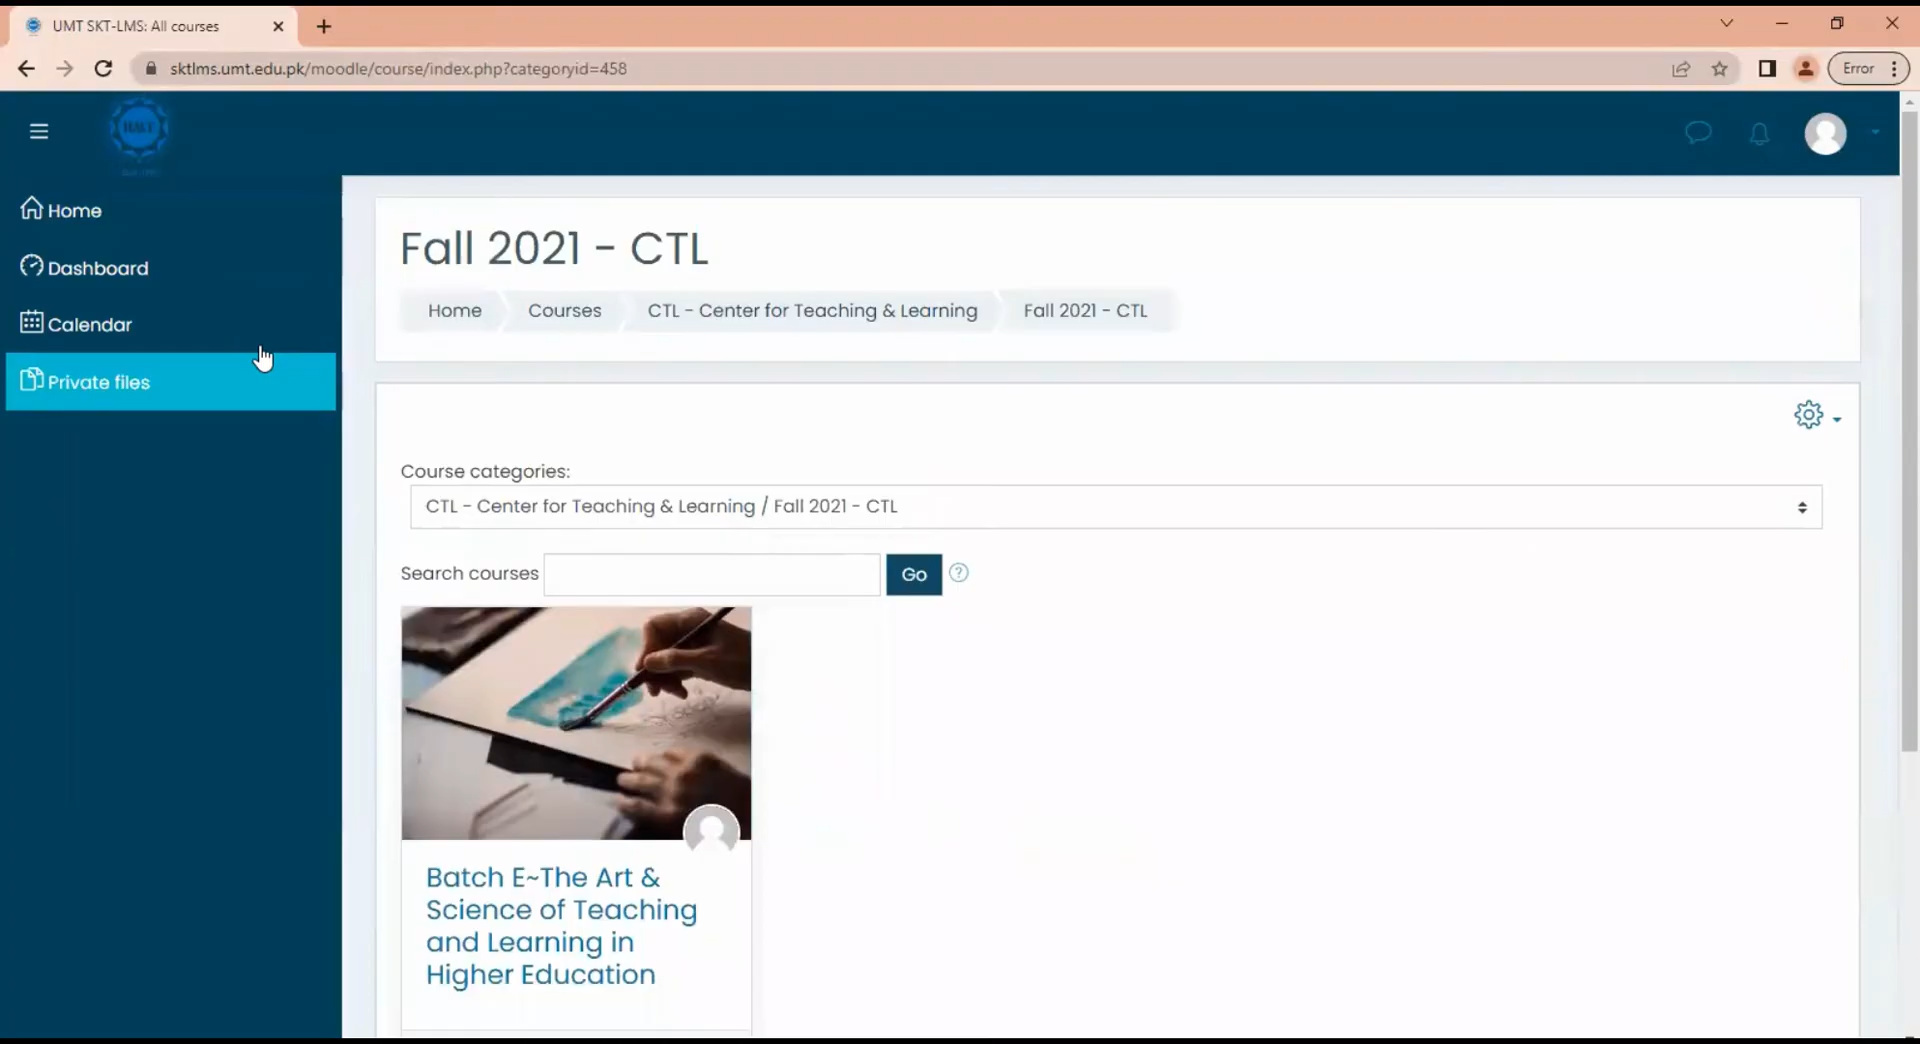 UMT SKT-LMS: All courses
sktlms.umt.edu.pk/moodle/course/index.php?categoryid=458
Error
UMT
Home
Dashboard
Calendar
Private files
Fall 2021 - CTL
Home Courses CTL - Center for Teaching & Learning Fall 2021 - CTL
Course categories:
CTL - Center for Teaching & Learning / Fall 2021 - CTL
Search courses Go ?
Batch E~The Art &
Science of Teaching
and Learning in
Higher Education